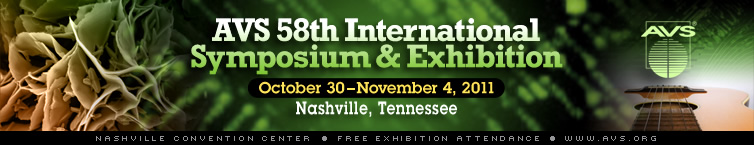 AVS 58th International
Symposium & Exhibition
October 30–November 4, 2011
Nashville, Tennessee
AVS®
NASHVILLE CONVENTION CENTER ● FREE EXHIBITION ATTENDANCE ● WWW.AVS.ORG